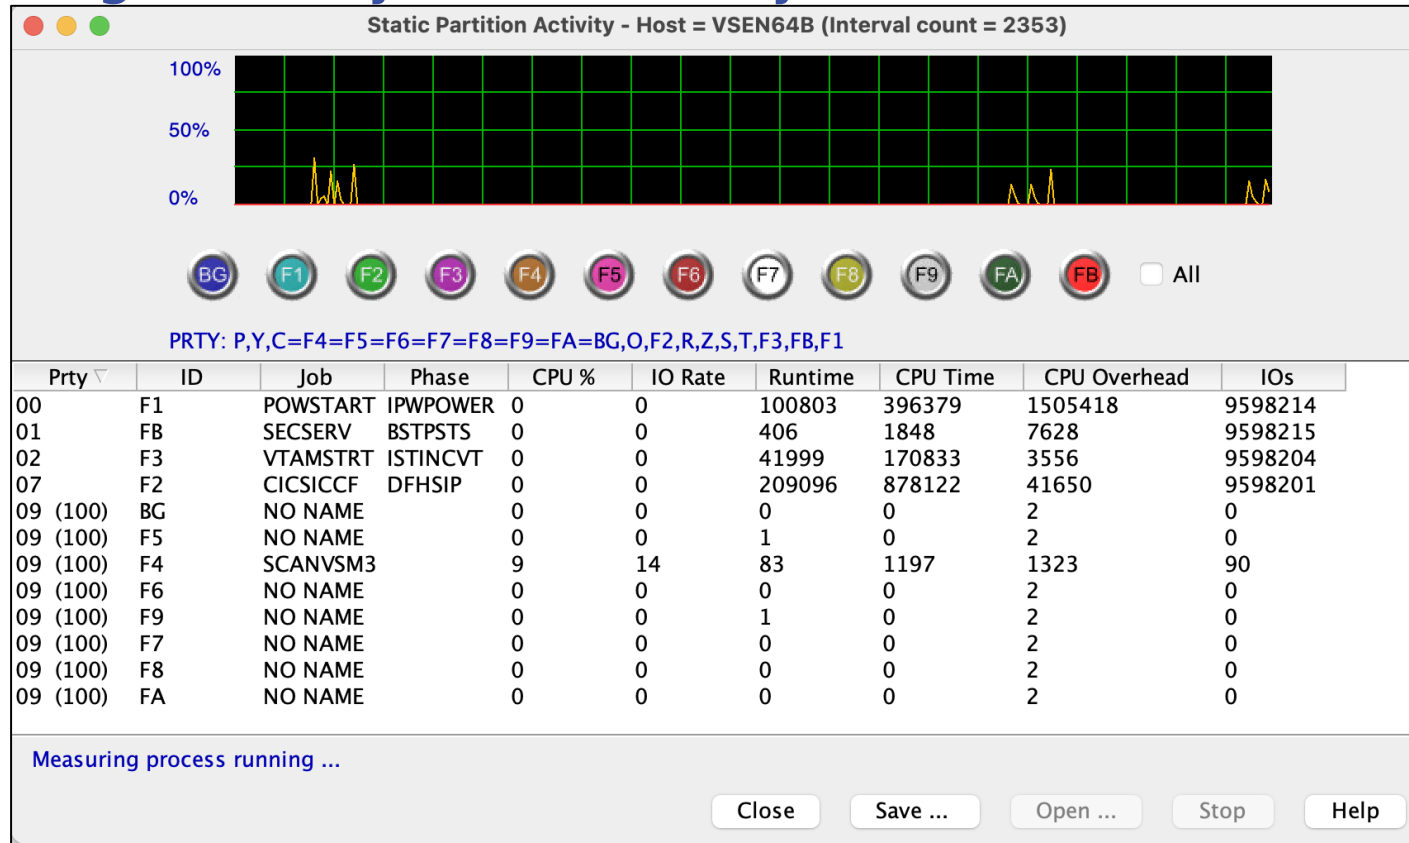 Static Partition Activity - Host = VSEN64B (Interval count = 2353)
100%
50%
0%
BG F1 F2 F3 F4 F5 F6 F7 F8 F9 FA FB All
PRTY: P,Y,C=F4=F5=F6=F7=F8=F9=FA=BG,O,F2,R,Z,S,T,F3,FB,F1
Prty ID Job Phase CPU % IO Rate Runtime CPU Time CPU Overhead IOs
00 F1 POWSTART IPWPOWER 0 0 100803 396379 1505418 9598214
01 FB SECSERV BSTPSTS 0 0 406 1848 7628 9598215
02 F3 VTAMSTRT ISTINCVT 0 0 41999 170833 3556 9598204
07 F2 CICSICCF DFHSIP 0 0 209096 878122 41650 9598201
09 (100) BG NO NAME 0 0 0 0 2 0
09 (100) F5 NO NAME 0 0 1 0 2 0
09 (100) F4 SCANVSM3 9 14 83 1197 1323 90
09 (100) F6 NO NAME 0 0 0 0 2 0
09 (100) F9 NO NAME 0 0 1 0 2 0
09 (100) F7 NO NAME 0 0 0 0 2 0
09 (100) F8 NO NAME 0 0 0 0 2 0
09 (100) FA NO NAME 0 0 0 0 2 0
Measuring process running ...
Close Save ... Open ... Stop Help